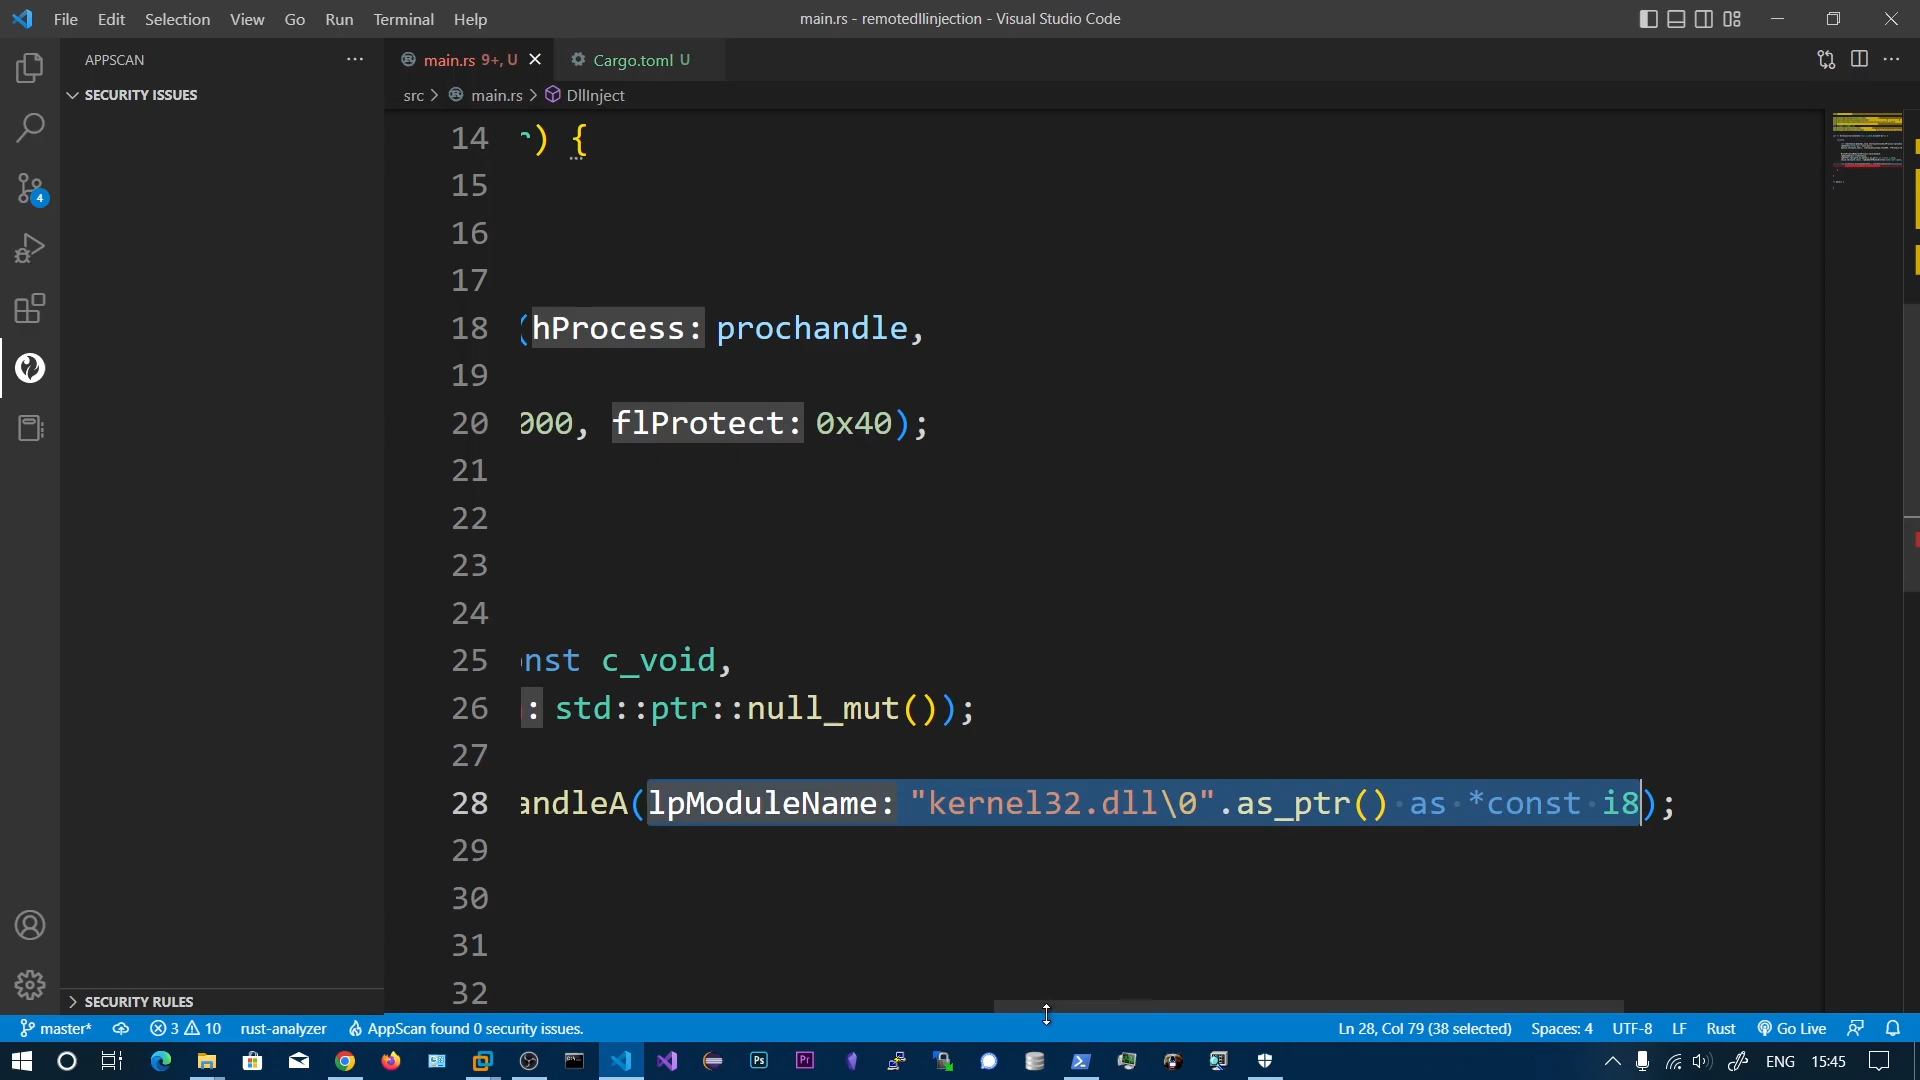 File Edit Selection View Go Run Terminal Help
main.rs - remotedllinjection - Visual Studio Code
APPSCAN
main.rs 9+, U
Cargo.toml U
SECURITY ISSUES
src > main.rs > DllInject
14 r) {
15
16
17
18 (hProcess: prochandle,
19
20 000, flProtect: 0x40);
21
22
23
24
25 onst c_void,
26 : std::ptr::null_mut());
27
28 andleA(lpModuleName: "kernel32.dll\0".as_ptr() as *const i8);
29
30
31
32
4
SECURITY RULES
master* 3 10 rust-analyzer AppScan found 0 security issues.
Ln 28, Col 79 (38 selected) Spaces: 4 UTF-8 LF Rust Go Live
Ps Pr ENG 15:45